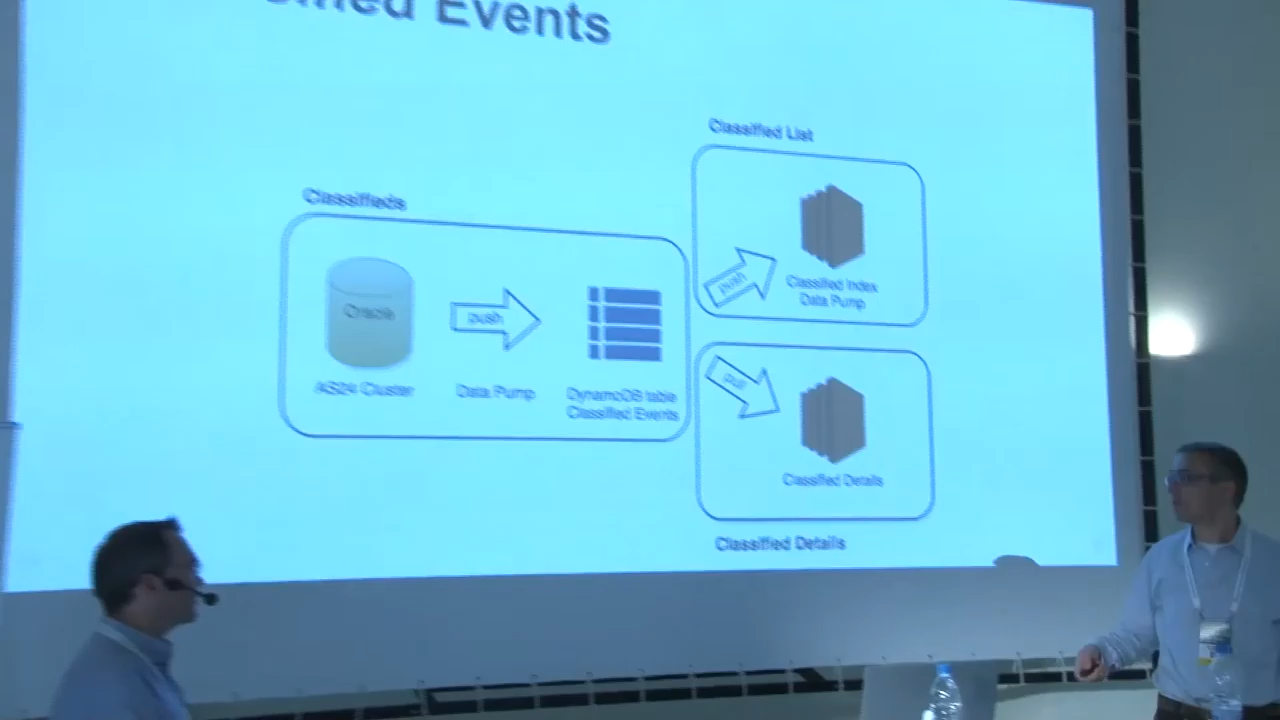 Events
Classified List
Classifieds
push
Classified Index
Data Pump
Oracle
push
AS24 Cluster
Data Pump
DynamoDB table
Classified Events
pull
Classified Details
Classified Details